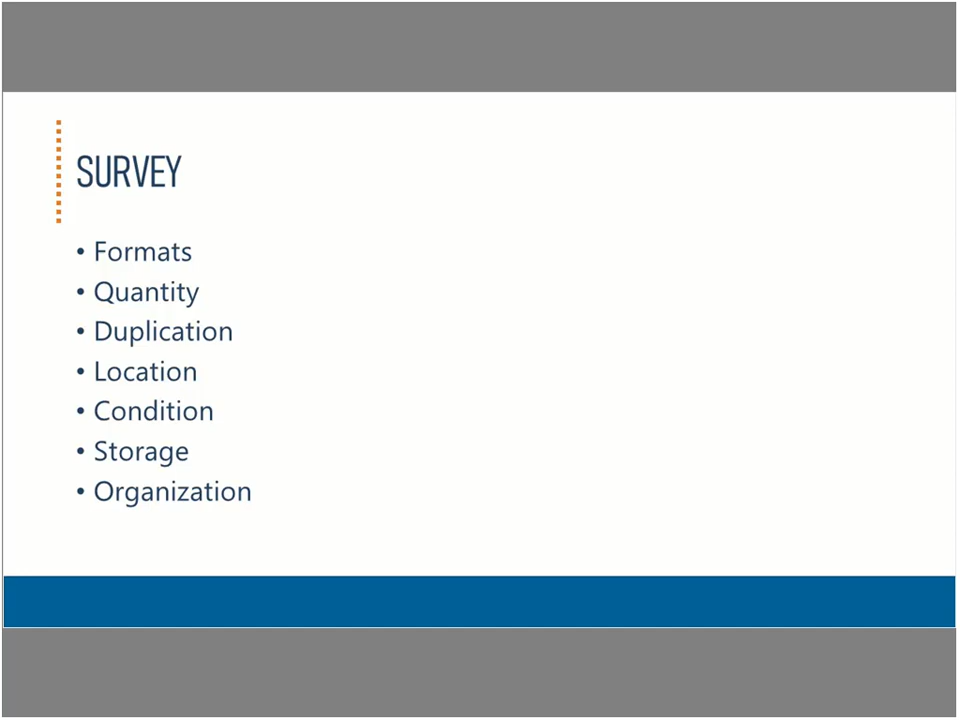 SURVEY
• Formats
• Quantity
• Duplication
• Location
• Condition
• Storage
• Organization